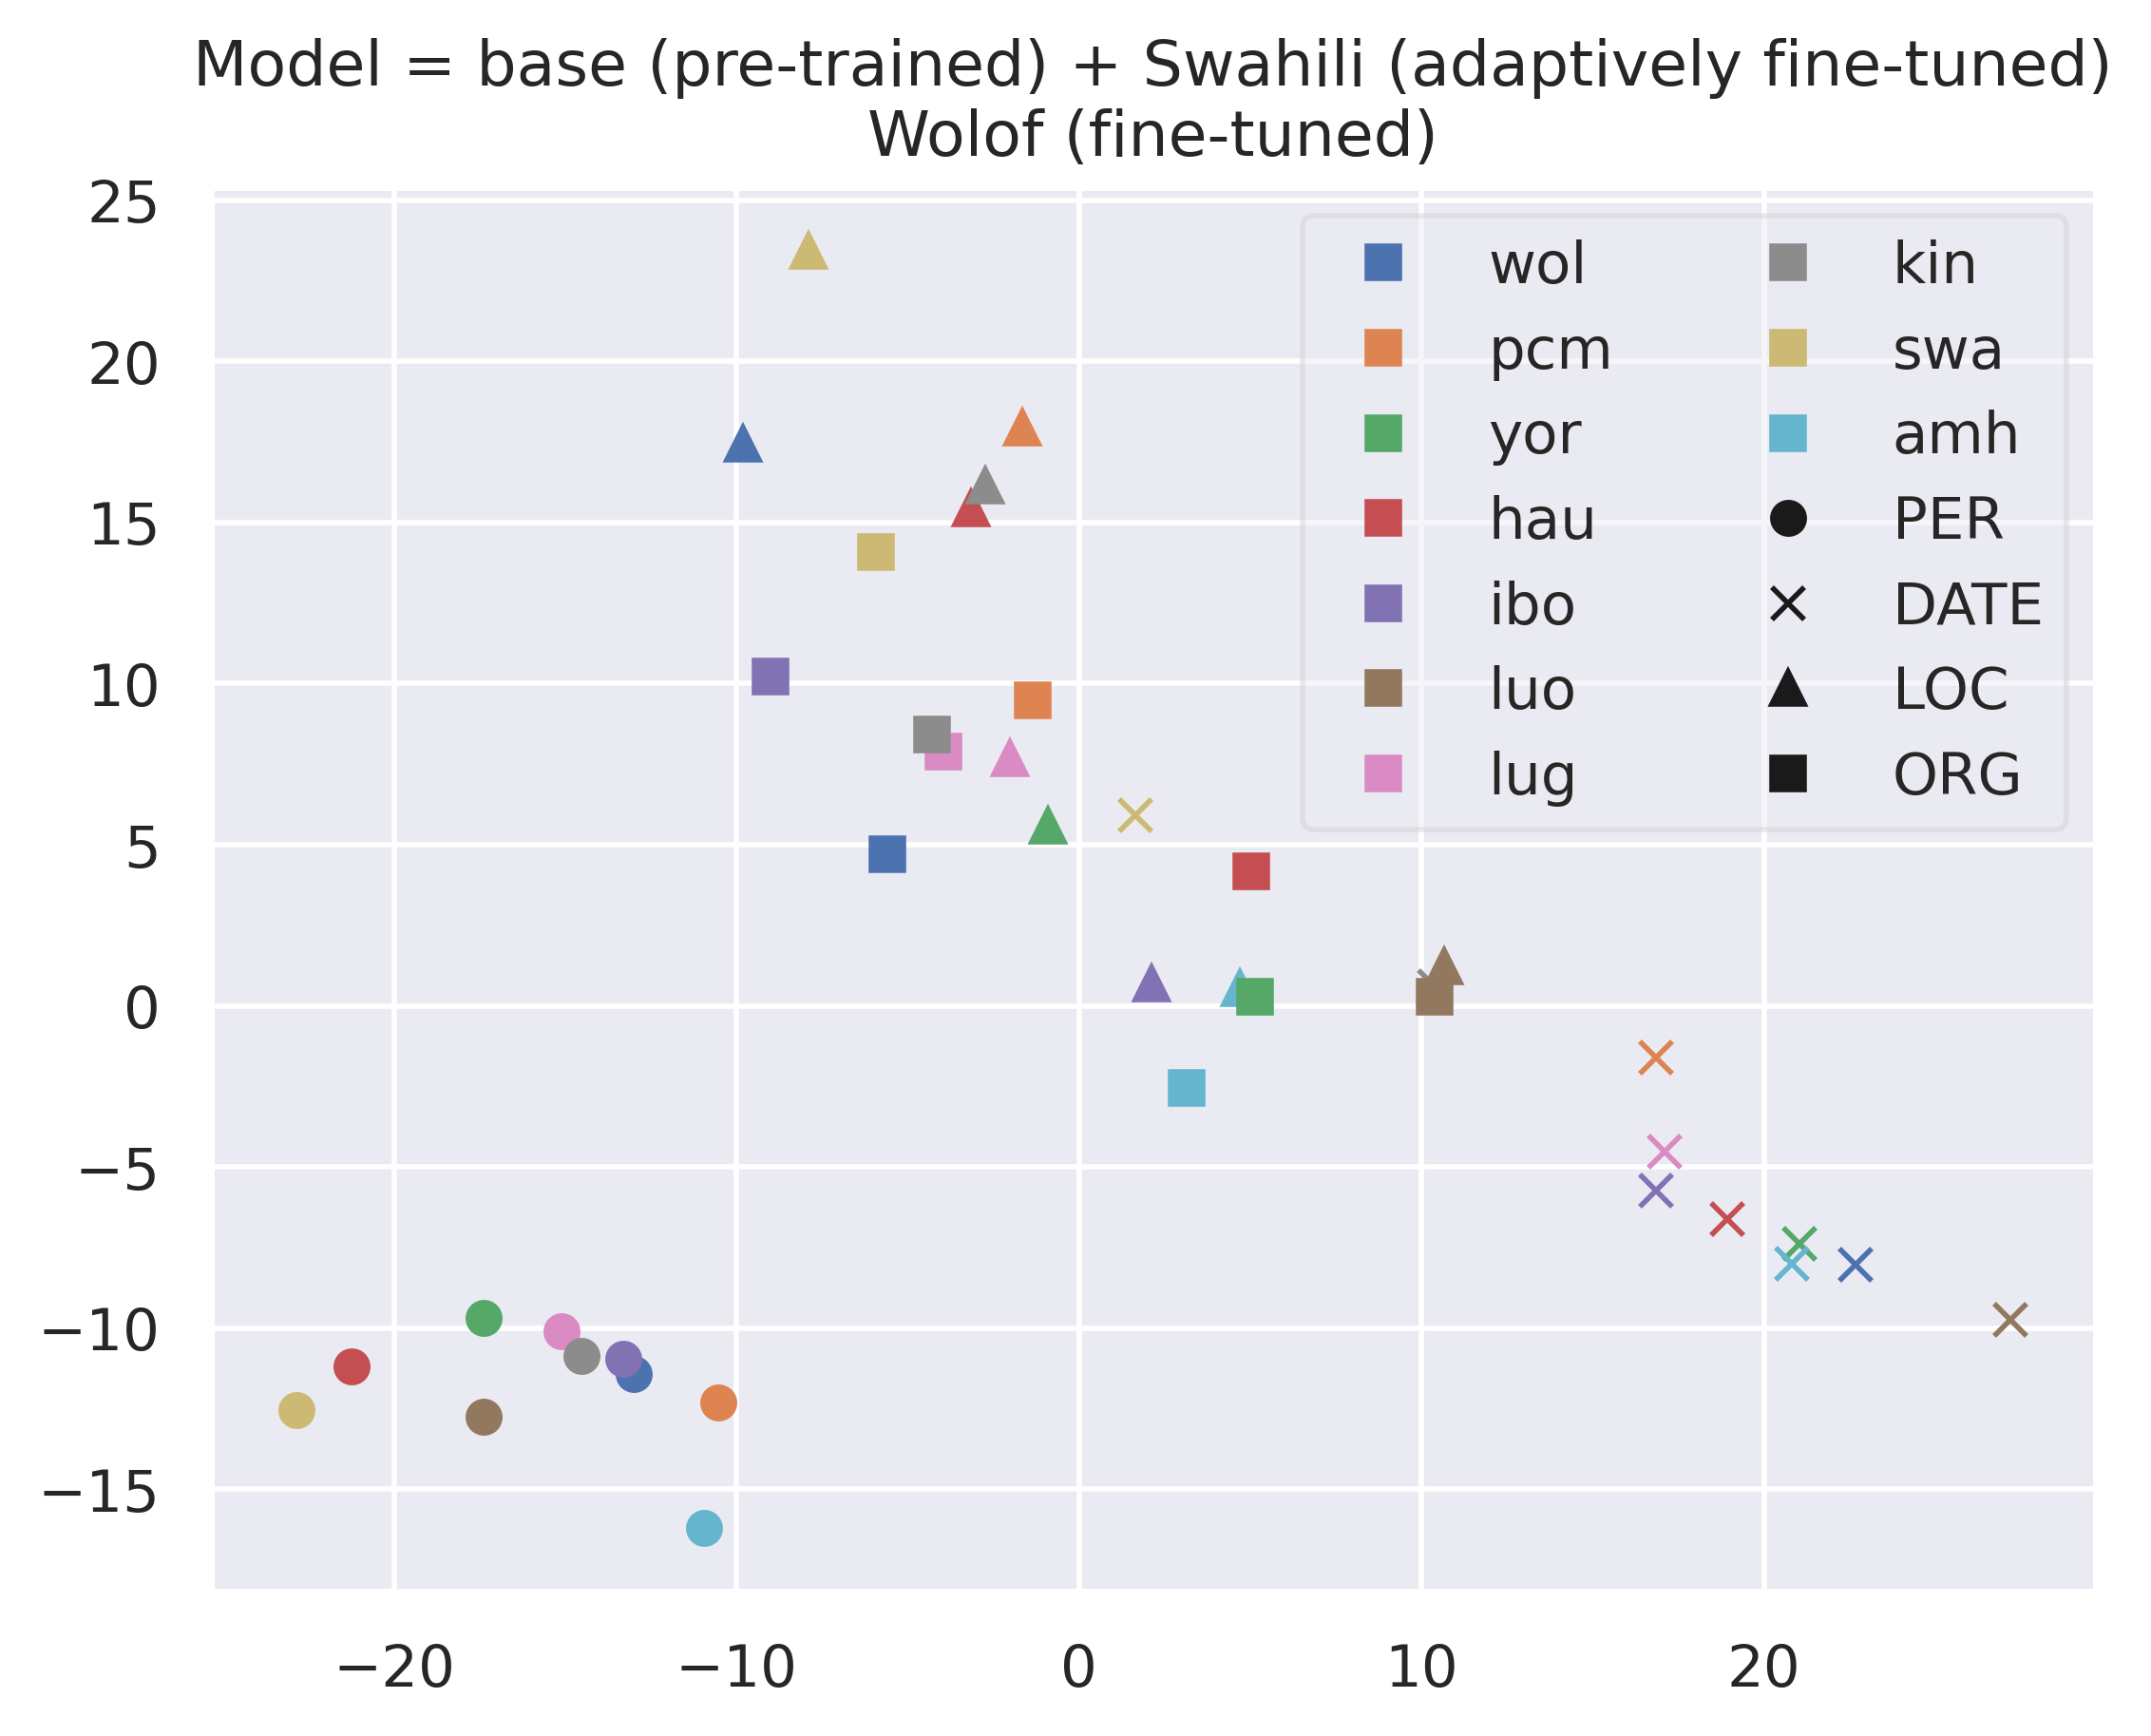 Model = base (pre-trained) + Swahili (adaptively fine-tuned)
Wolof (fine-tuned)
25
20
15
10
5
0
−5
−10
−15
−20
−10
0
10
20
wol
pcm
yor
hau
ibo
luo
lug
kin
swa
amh
PER
DATE
LOC
ORG